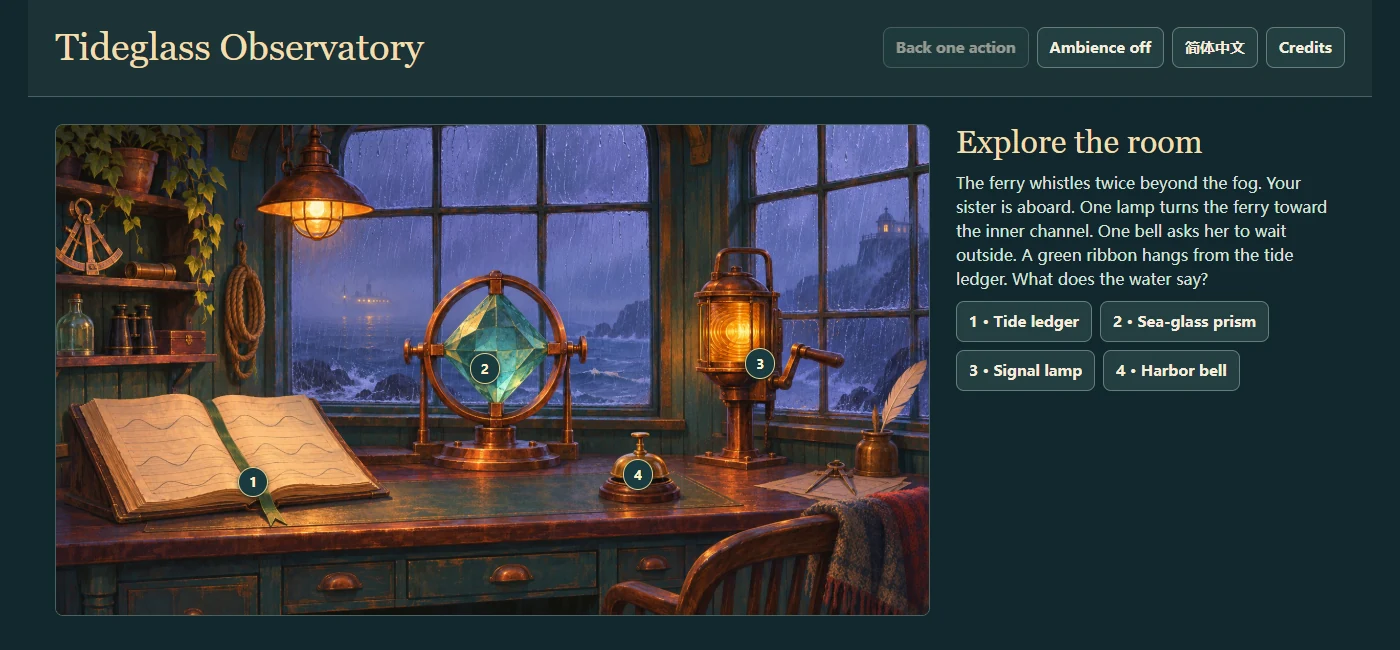 Tideglass Observatory
Back one action
Ambience off
简体中文
Credits
Explore the room
The ferry whistles twice beyond the fog. Your
sister is aboard. One lamp turns the ferry toward
the inner channel. One bell asks her to wait
outside. A green ribbon hangs from the tide
ledger. What does the water say?
1 • Tide ledger
2 • Sea-glass prism
3 • Signal lamp
4 • Harbor bell
2
3
4
1